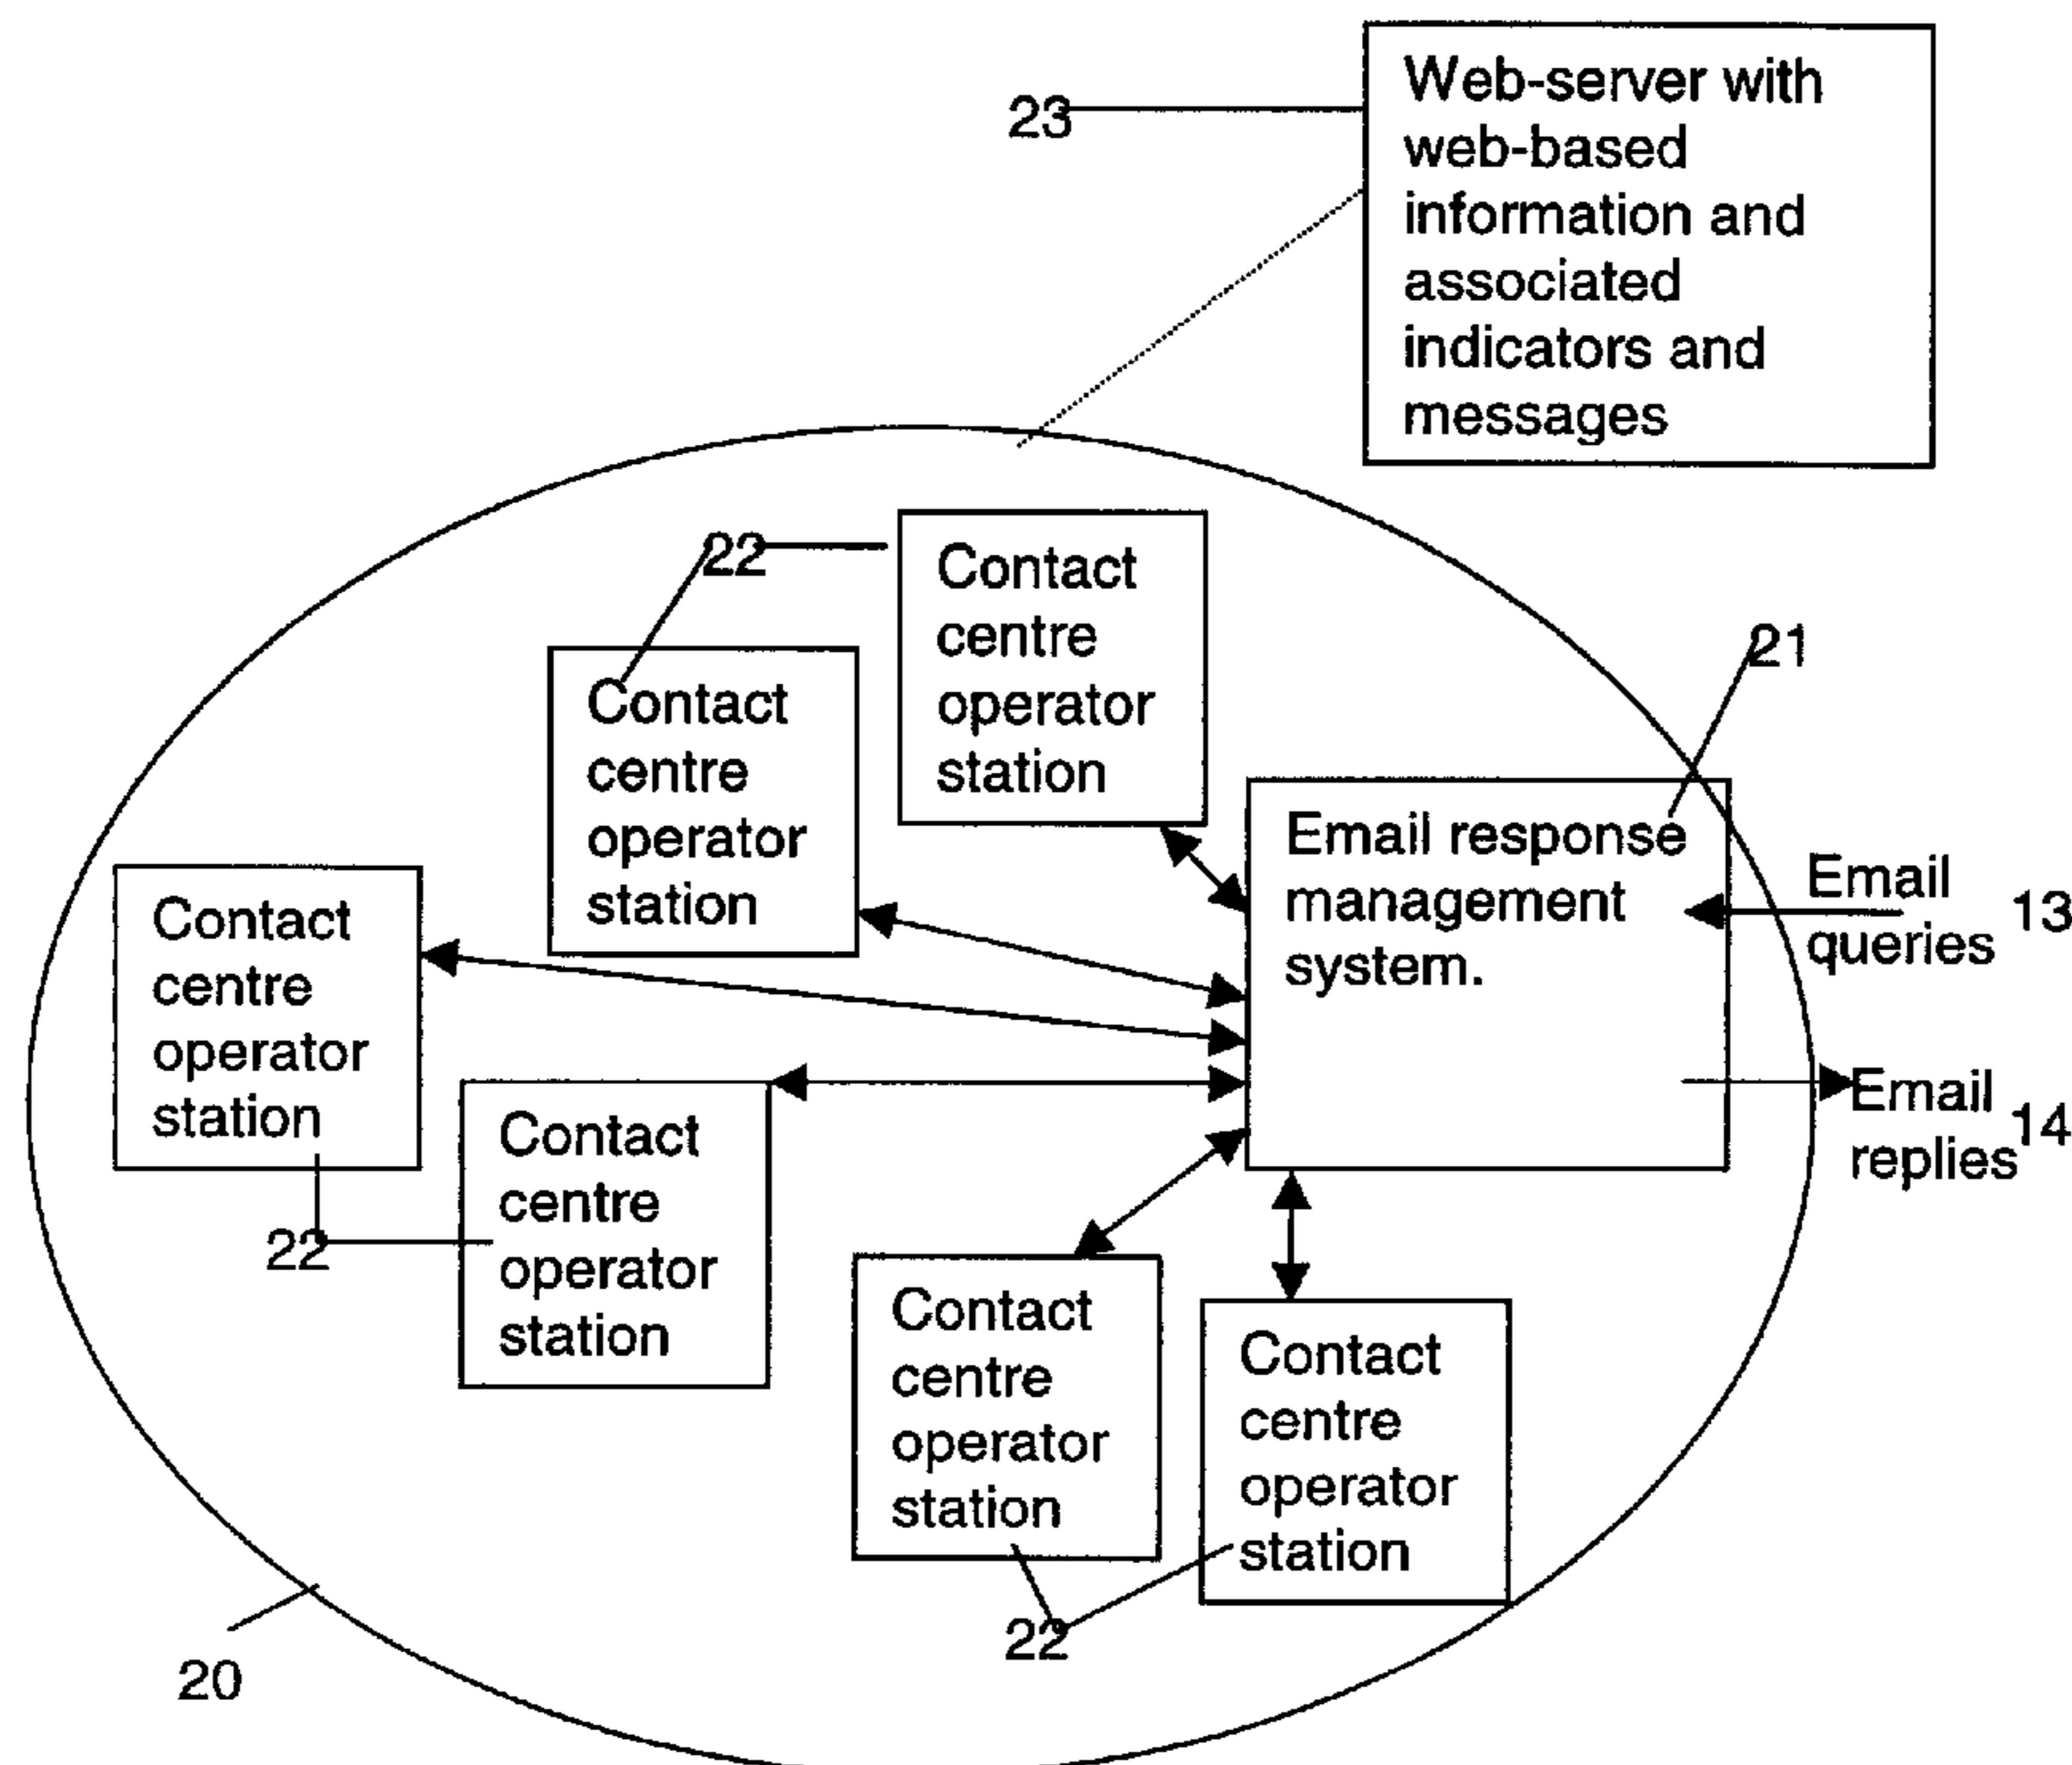 23
Web-server with
web-based
information and
associated
indicators and
messages
22
Contact
centre
operator
station
Contact
centre
operator
station
21
Email response
management
system.
Email
queries 13
Contact
centre
operator
station
22
Contact
centre
operator
station
Email
replies 14
Contact
centre
operator
station
Contact
centre
operator
station
22
20